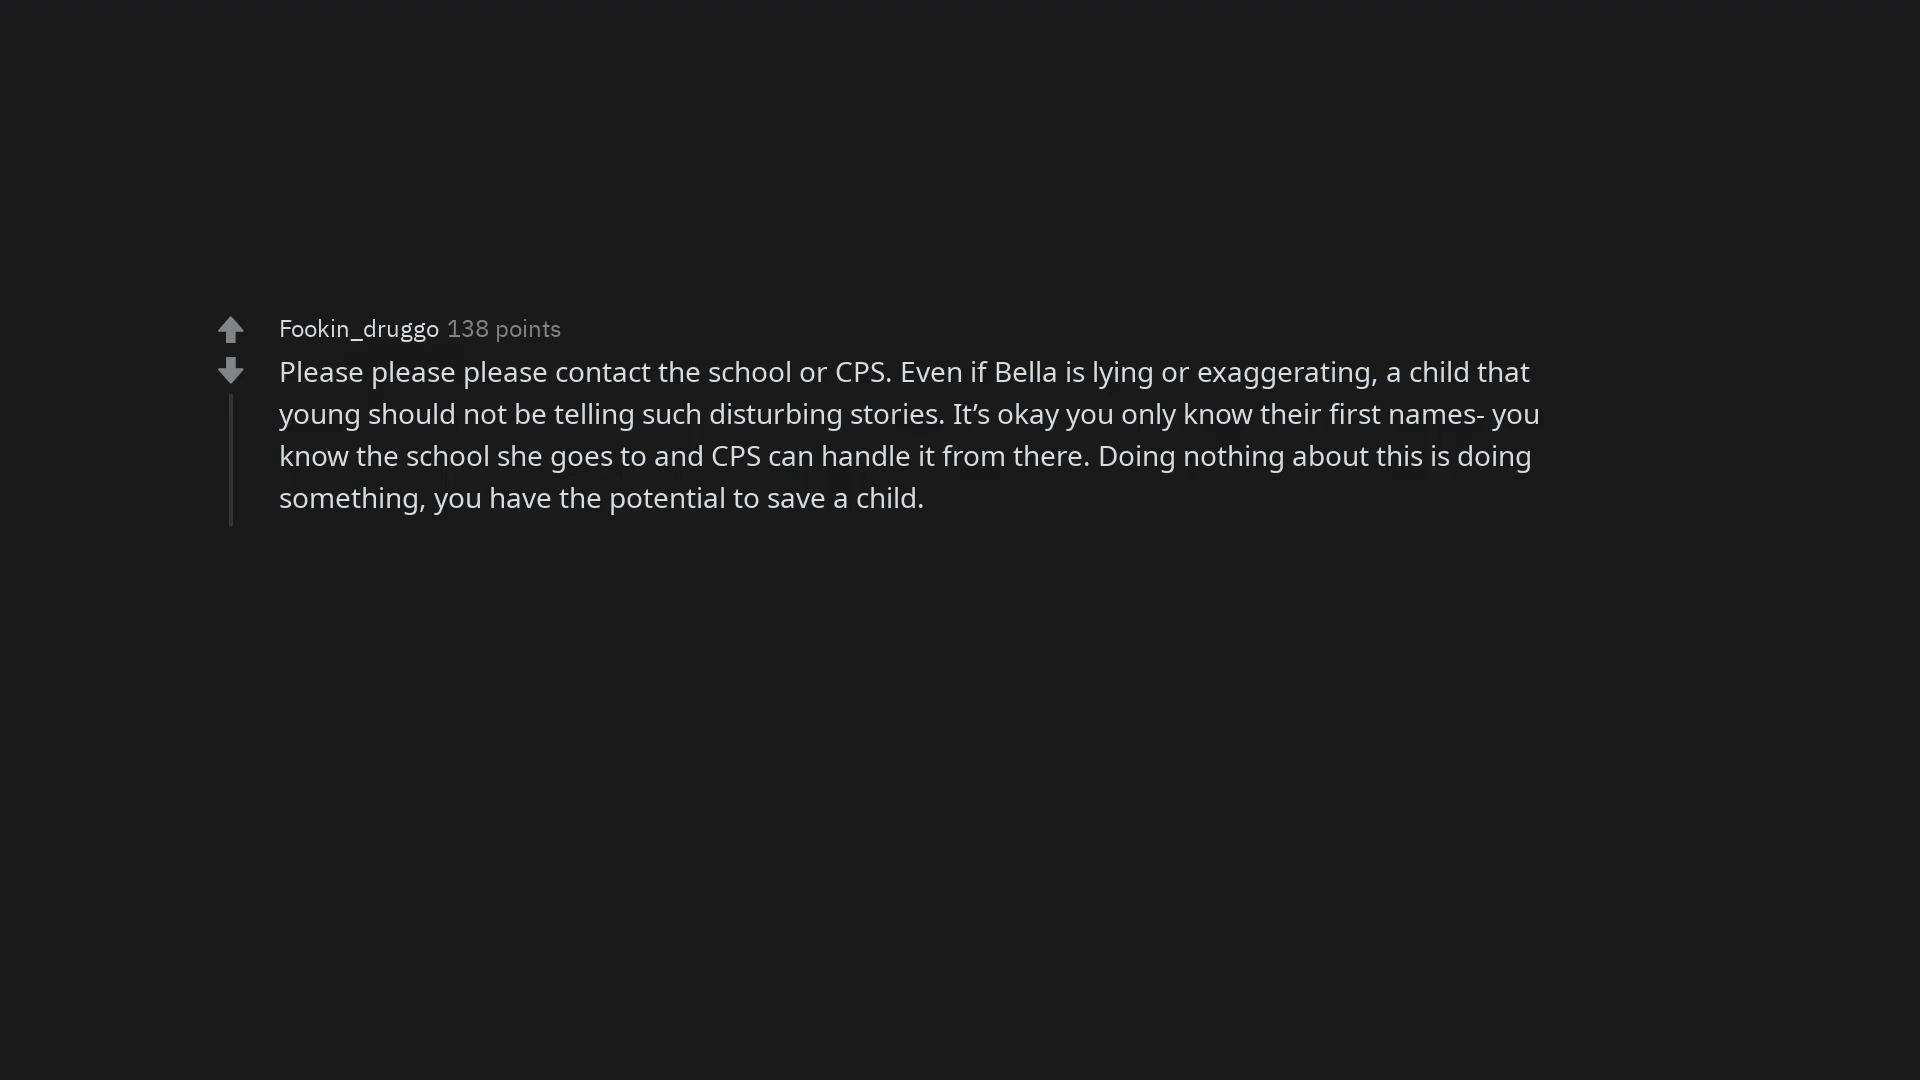 Fookin_druggo 138 points
Please please please contact the school or CPS. Even if Bella is lying or exaggerating, a child that
young should not be telling such disturbing stories. It’s okay you only know their first names- you
know the school she goes to and CPS can handle it from there. Doing nothing about this is doing
something, you have the potential to save a child.